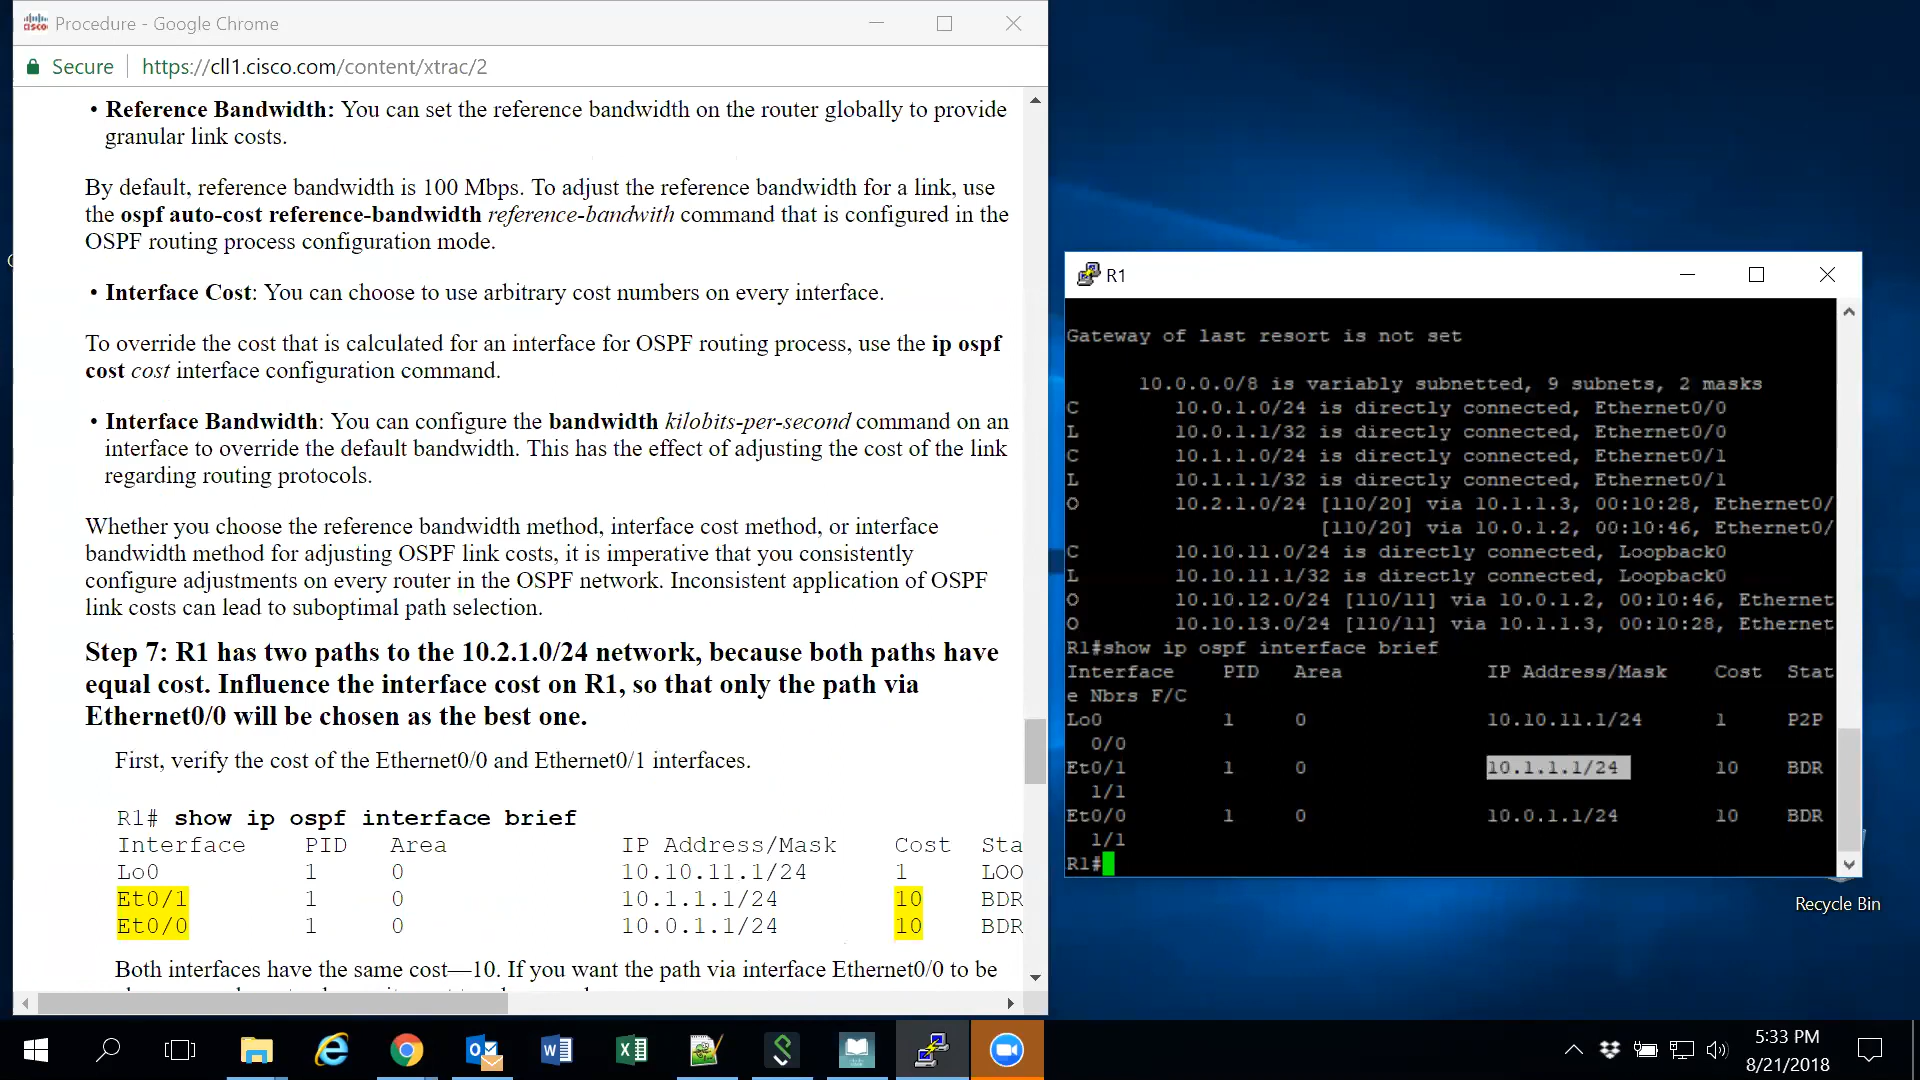 Procedure - Google Chrome
Secure https://cll1.cisco.com/content/xtrac/2
• Reference Bandwidth: You can set the reference bandwidth on the router globally to provide
granular link costs.
By default, reference bandwidth is 100 Mbps. To adjust the reference bandwidth for a link, use
the ospf auto-cost reference-bandwidth reference-bandwith command that is configured in the
OSPF routing process configuration mode.
• Interface Cost: You can choose to use arbitrary cost numbers on every interface.
To override the cost that is calculated for an interface for OSPF routing process, use the ip ospf
cost cost interface configuration command.
• Interface Bandwidth: You can configure the bandwidth kilobits-per-second command on an
interface to override the default bandwidth. This has the effect of adjusting the cost of the link
regarding routing protocols.
Whether you choose the reference bandwidth method, interface cost method, or interface
bandwidth method for adjusting OSPF link costs, it is imperative that you consistently
configure adjustments on every router in the OSPF network. Inconsistent application of OSPF
link costs can lead to suboptimal path selection.
Step 7: R1 has two paths to the 10.2.1.0/24 network, because both paths have
equal cost. Influence the interface cost on R1, so that only the path via
Ethernet0/0 will be chosen as the best one.
First, verify the cost of the Ethernet0/0 and Ethernet0/1 interfaces.
R1# show ip ospf interface brief
Interface PID Area IP Address/Mask Cost Sta
Lo0 1 0 10.10.11.1/24 1 LOO
Et0/1 1 0 10.1.1.1/24 10 BDR
Et0/0 1 0 10.0.1.1/24 10 BDR
Both interfaces have the same cost—10. If you want the path via interface Ethernet0/0 to be
R1
Gateway of last resort is not set
10.0.0.0/8 is variably subnetted, 9 subnets, 2 masks
C 10.0.1.0/24 is directly connected, Ethernet0/0
L 10.0.1.1/32 is directly connected, Ethernet0/0
C 10.1.1.0/24 is directly connected, Ethernet0/1
L 10.1.1.1/32 is directly connected, Ethernet0/1
O 10.2.1.0/24 [110/20] via 10.1.1.3, 00:10:28, Ethernet0/
[110/20] via 10.0.1.2, 00:10:46, Ethernet0/
C 10.10.11.0/24 is directly connected, Loopback0
L 10.10.11.1/32 is directly connected, Loopback0
O 10.10.12.0/24 [110/11] via 10.0.1.2, 00:10:46, Ethernet
O 10.10.13.0/24 [110/11] via 10.1.1.3, 00:10:28, Ethernet
R1#show ip ospf interface brief
Interface PID Area IP Address/Mask Cost Stat
e Nbrs F/C
Lo0 1 0 10.10.11.1/24 1 P2P
0/0
Et0/1 1 0 10.1.1.1/24 10 BDR
1/1
Et0/0 1 0 10.0.1.1/24 10 BDR
1/1
R1#
Recycle Bin
5:33 PM
8/21/2018